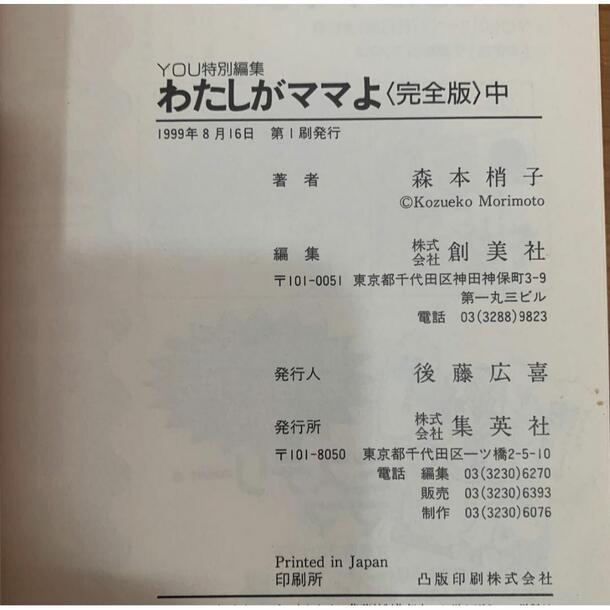 YOU特別編集
わたしがママよ〈完全版〉中
1999年8月16日 第1刷発行
著者 森本梢子
©Kozueko Morimoto
編集 株式会社 創美社
〒101-0051 東京都千代田区神田神保町3-9
第一丸三ビル
電話 03(3288)9823
発行人 後藤広喜
発行所 株式会社 集英社
〒101-8050 東京都千代田区一ツ橋2-5-10
電話 編集 03(3230)6270
販売 03(3230)6393
制作 03(3230)6076
Printed in Japan
印刷所 凸版印刷株式会社